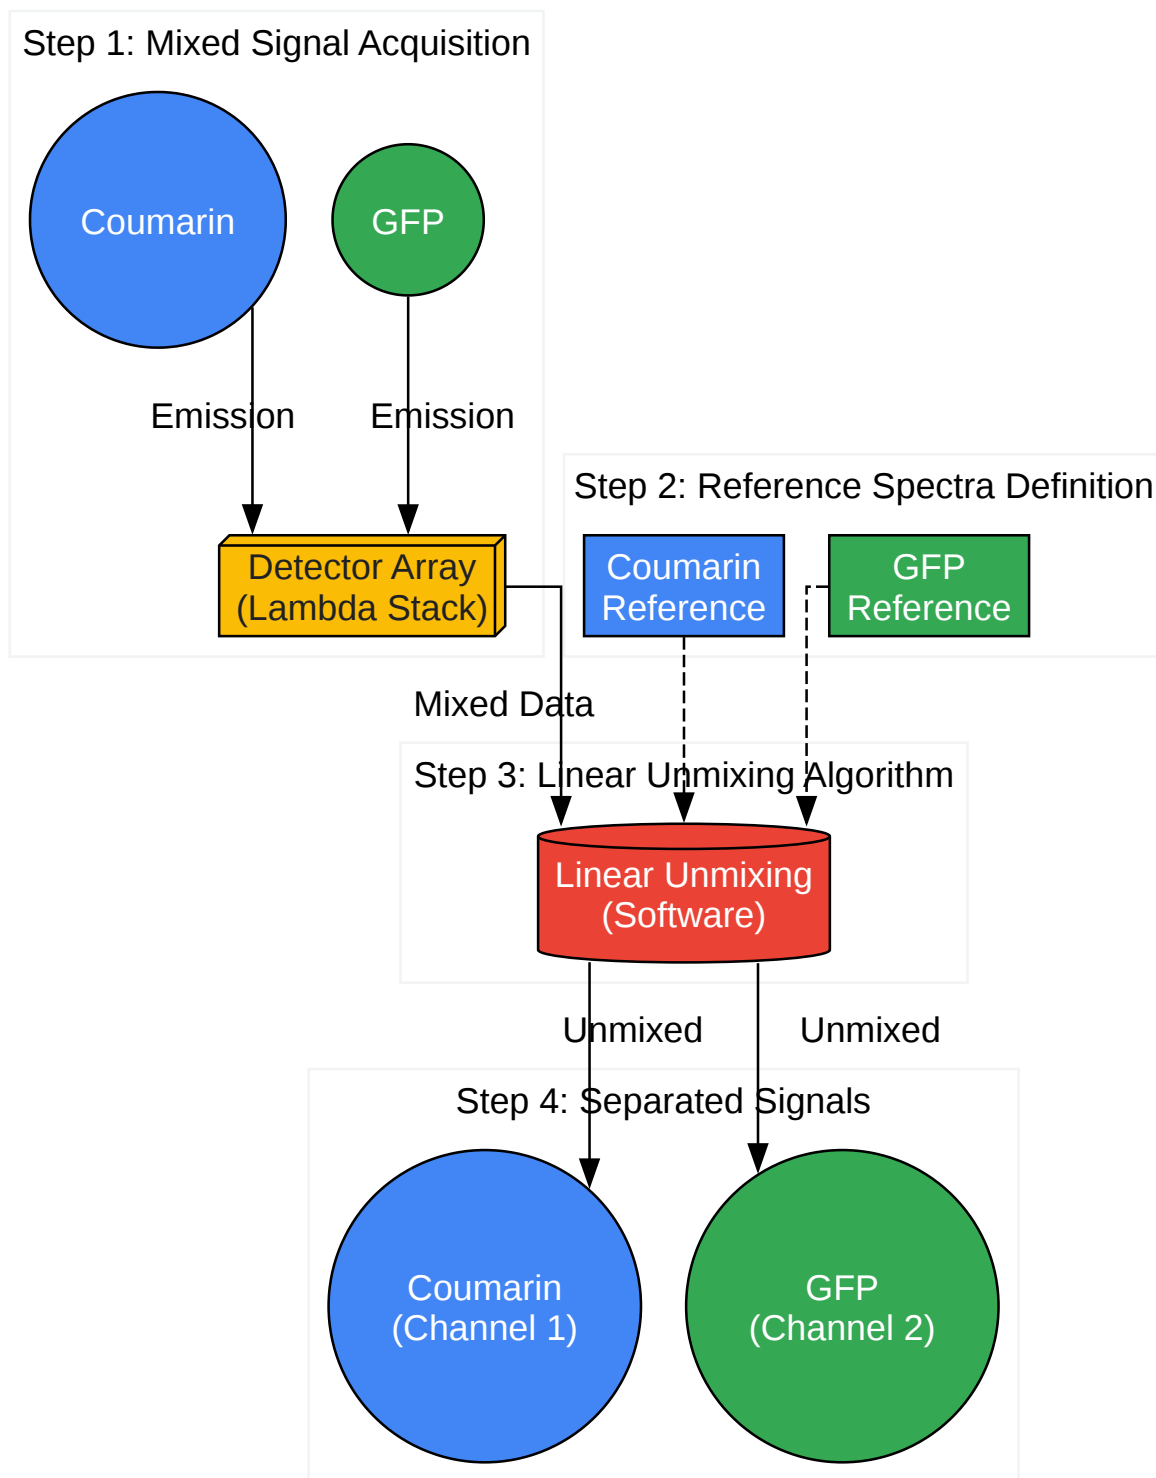 Step 1: Mixed Signal Acquisition
Coumarin
GFP
Emission
Emission
Detector Array
(Lambda Stack)
Step 2: Reference Spectra Definition
Coumarin
Reference
GFP
Reference
Mixed Data
Step 3: Linear Unmixing Algorithm
Linear Unmixing
(Software)
Unmixed
Unmixed
Step 4: Separated Signals
Coumarin
(Channel 1)
GFP
(Channel 2)